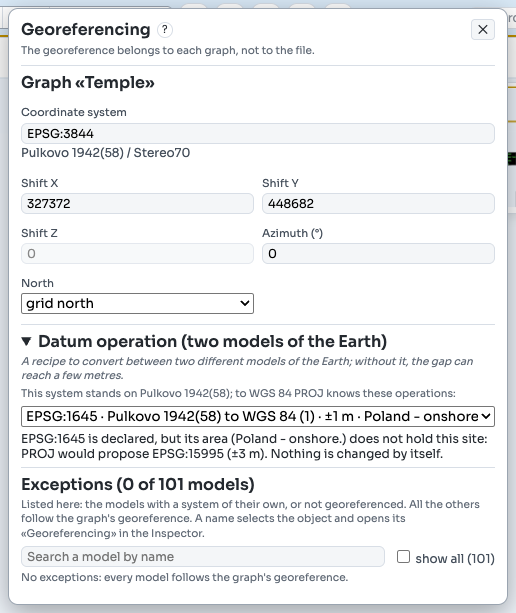 Georeferencing ?
The georeference belongs to each graph, not to the file.
Graph «Temple»
Coordinate system
EPSG:3844
Pulkovo 1942(58) / Stereo70
Shift X Shift Y
327372 448682
Shift Z Azimuth (°)
0 0
North
grid north
▼ Datum operation (two models of the Earth)
A recipe to convert between two different models of the Earth; without it, the gap can
reach a few metres.
This system stands on Pulkovo 1942(58); to WGS 84 PROJ knows these operations:
EPSG:1645 · Pulkovo 1942(58) to WGS 84 (1) · ±1 m · Poland - onshore
EPSG:1645 is declared, but its area (Poland - onshore.) does not hold this site:
PROJ would propose EPSG:15995 (±3 m). Nothing is changed by itself.
Exceptions (0 of 101 models)
Listed here: the models with a system of their own, or not georeferenced. All the others
follow the graph's georeference. A name selects the object and opens its
«Georeferencing» in the Inspector.
Search a model by name show all (101)
No exceptions: every model follows the graph's georeference.